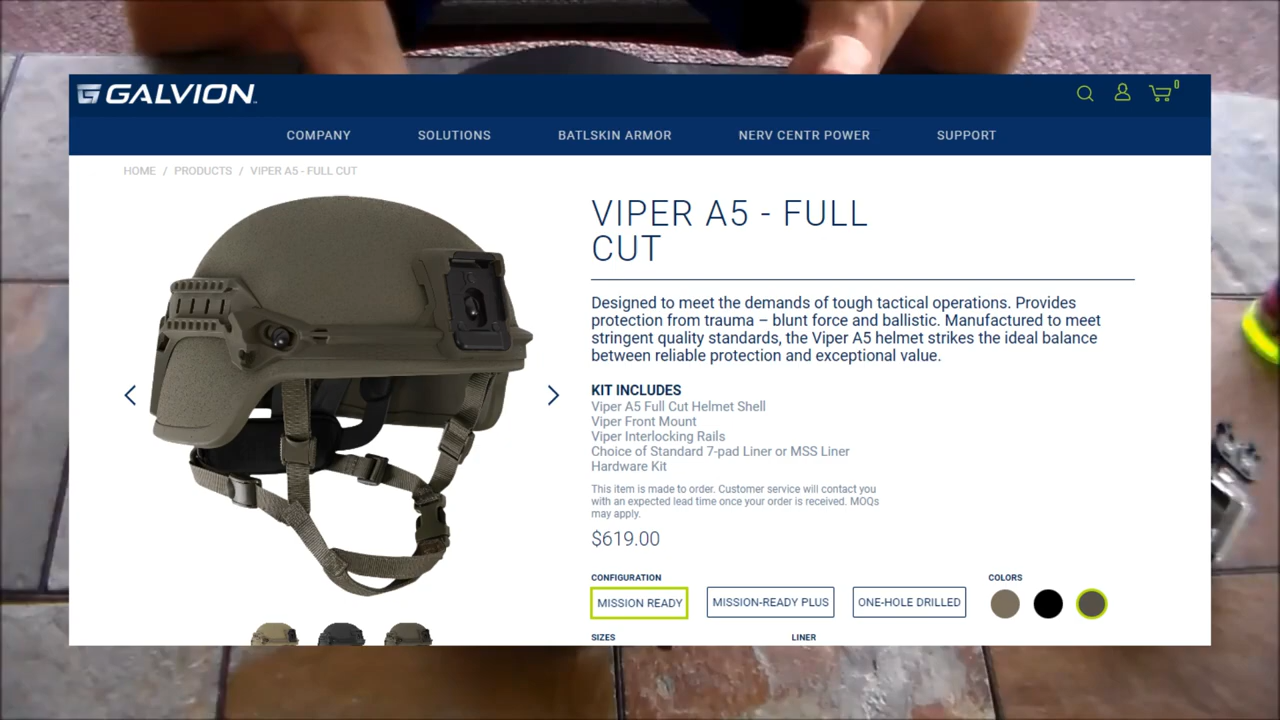 GALVION
0
COMPANY
SOLUTIONS
BATLSKIN ARMOR
NERV CENTR POWER
SUPPORT
HOME / PRODUCTS / VIPER A5 - FULL CUT
VIPER A5 - FULL
CUT
Designed to meet the demands of tough tactical operations. Provides
protection from trauma – blunt force and ballistic. Manufactured to meet
stringent quality standards, the Viper A5 helmet strikes the ideal balance
between reliable protection and exceptional value.
KIT INCLUDES
Viper A5 Full Cut Helmet Shell
Viper Front Mount
Viper Interlocking Rails
Choice of Standard 7-pad Liner or MSS Liner
Hardware Kit
This item is made to order. Customer service will contact you
with an expected lead time once your order is received. MOQs
may apply.
$619.00
CONFIGURATION
COLORS
MISSION READY
MISSION-READY PLUS
ONE-HOLE DRILLED
SIZES
LINER